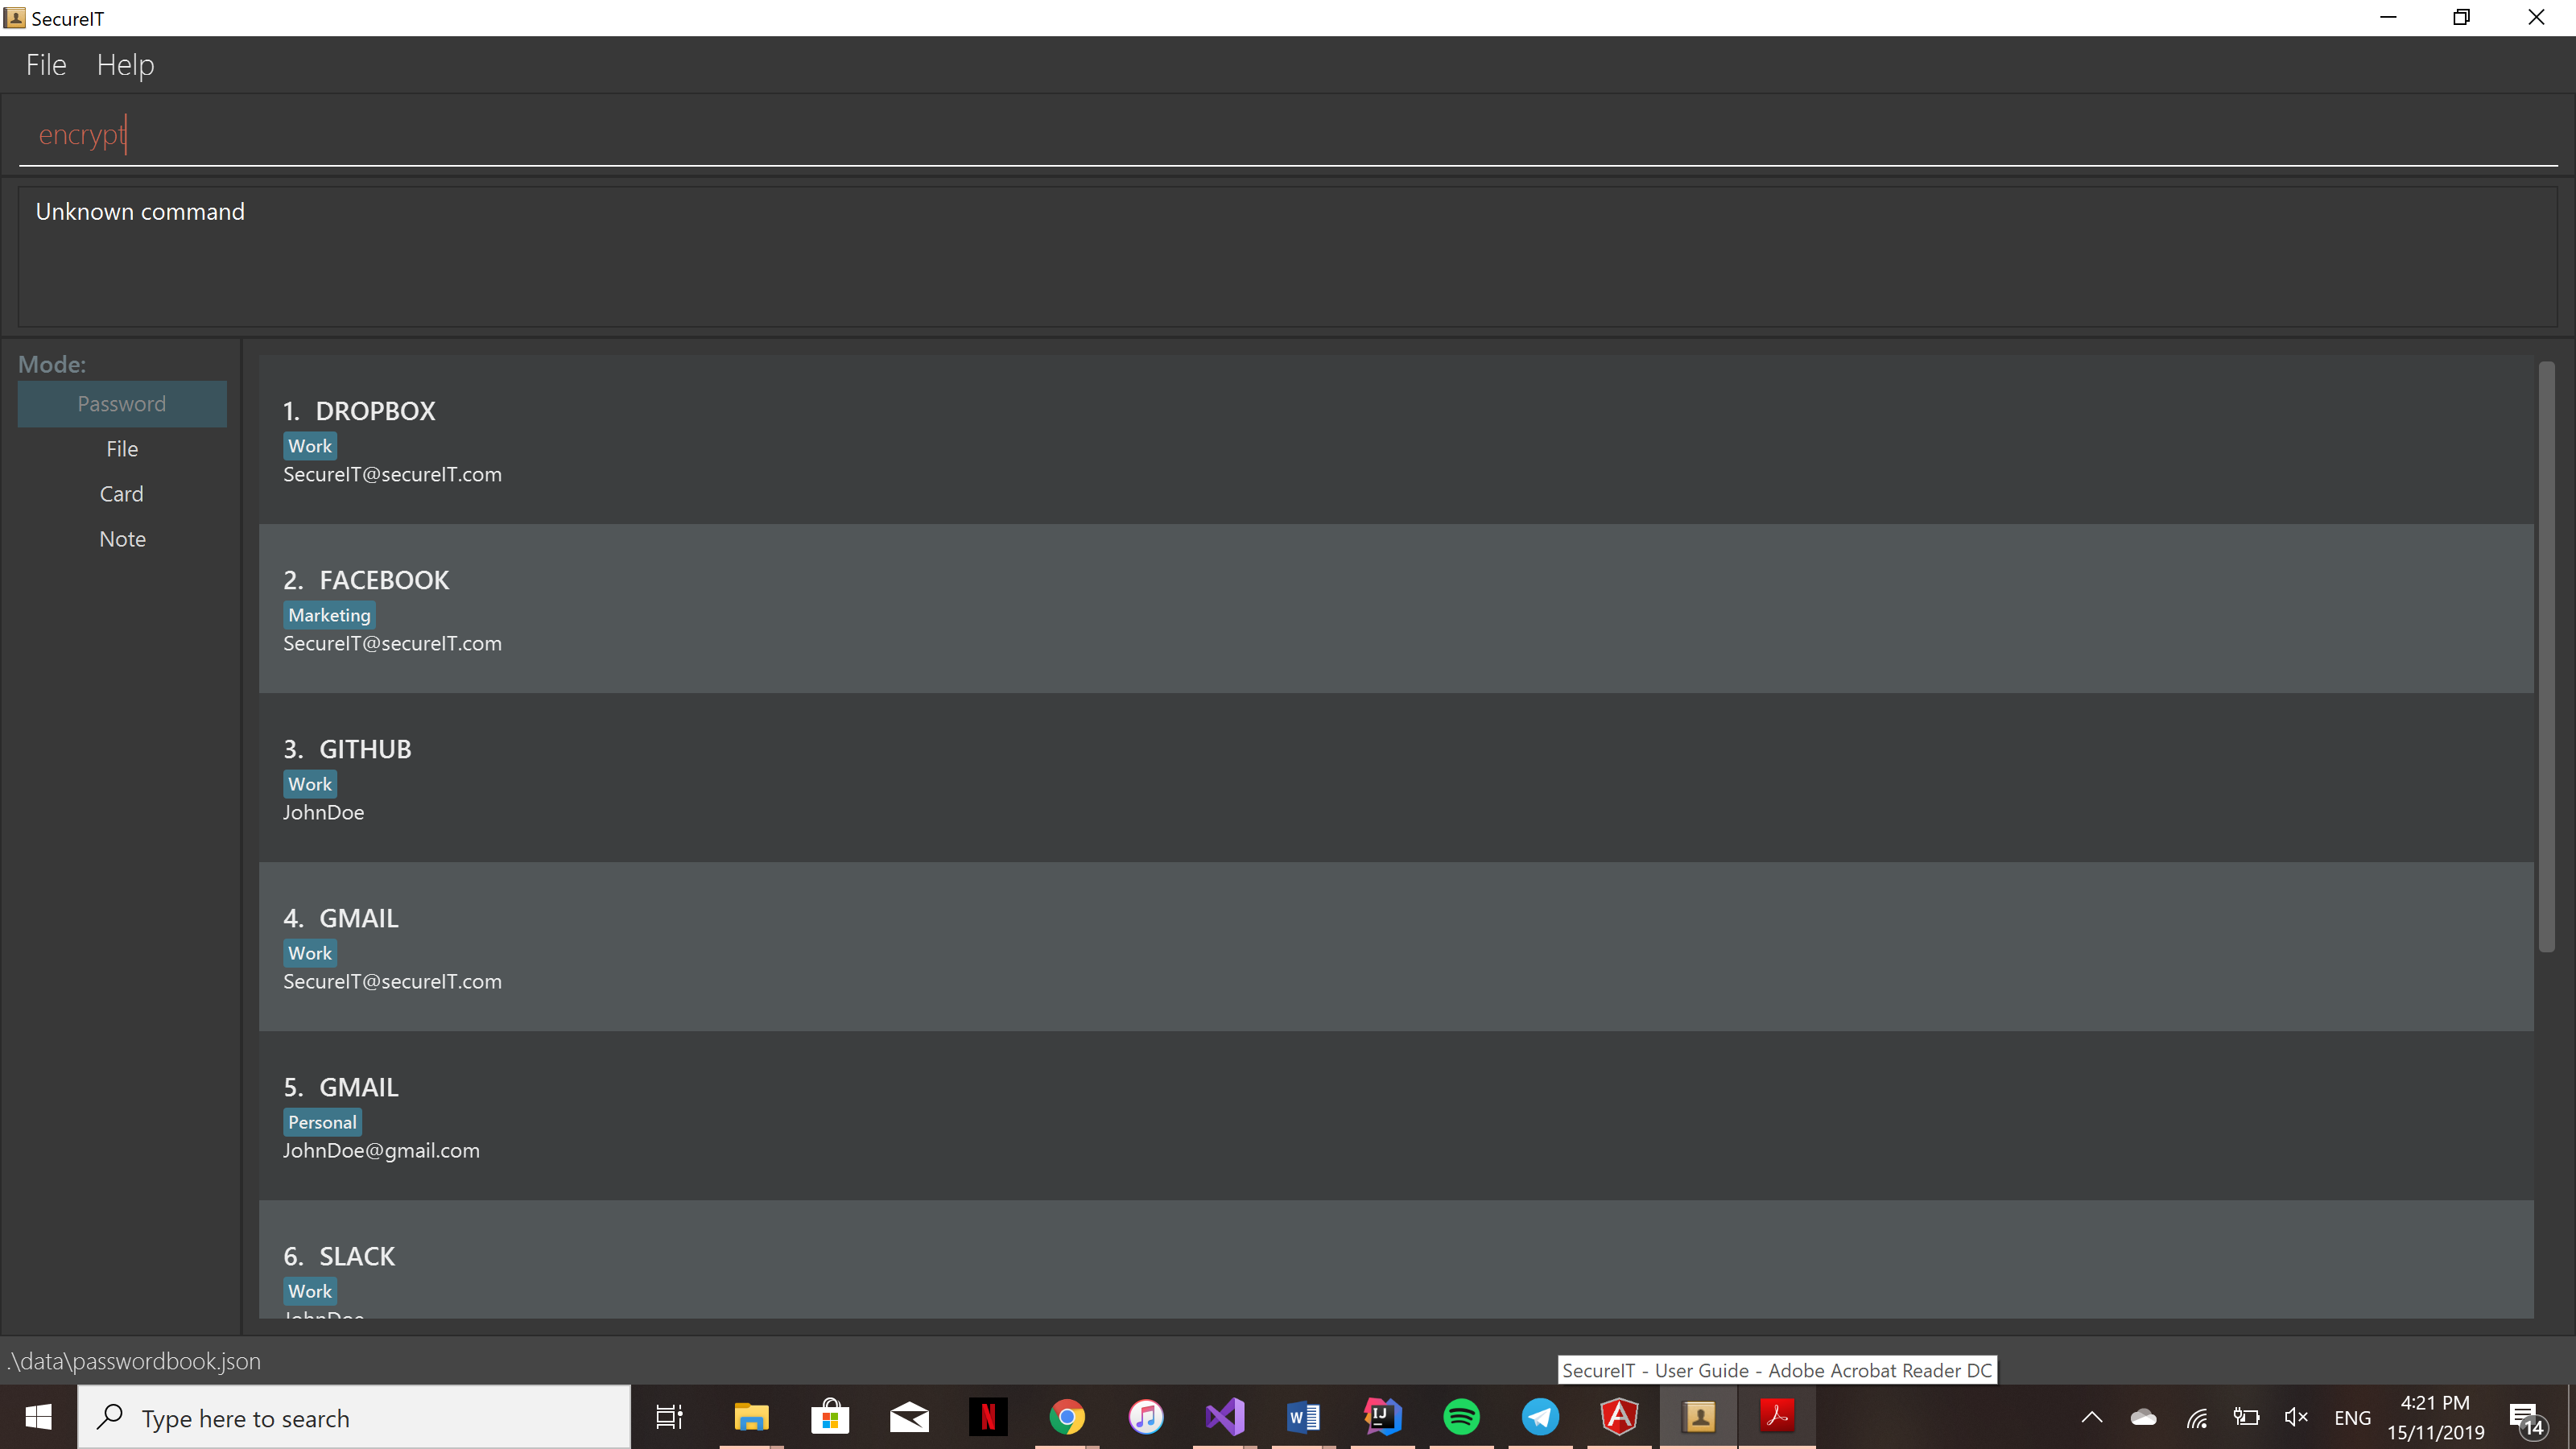 SecureIT
File Help
encrypt
Unknown command
Mode:
Password
File
Card
Note
1. DROPBOX
Work
SecureIT@secureIT.com
2. FACEBOOK
Marketing
SecureIT@secureIT.com
3. GITHUB
Work
JohnDoe
4. GMAIL
Work
SecureIT@secureIT.com
5. GMAIL
Personal
JohnDoe@gmail.com
6. SLACK
Work
JohnDoe
.\data\passwordbook.json
SecureIT - User Guide - Adobe Acrobat Reader DC
Type here to search
W
IJ
ENG
4:21 PM
15/11/2019
14